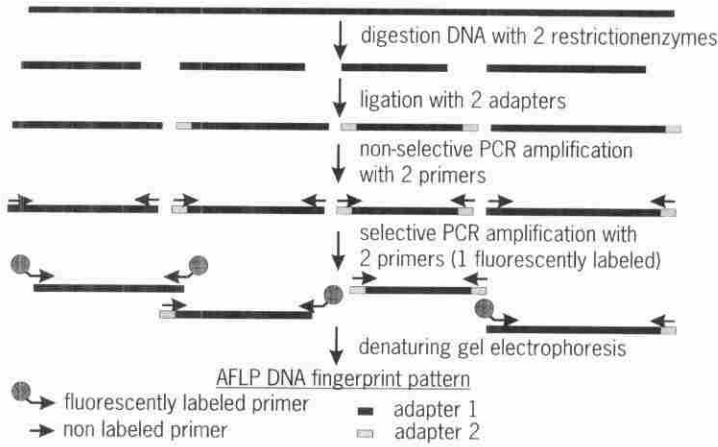 digestion DNA with 2 restrictionenzymes
ligation with 2 adapters
non-selective PCR amplification
with 2 primers
selective PCR amplification with
2 primers (1 fluorescently labeled)
denaturing gel electrophoresis
AFLP DNA fingerprint pattern
fluorescently labeled primer
non labeled primer
adapter 1
adapter 2